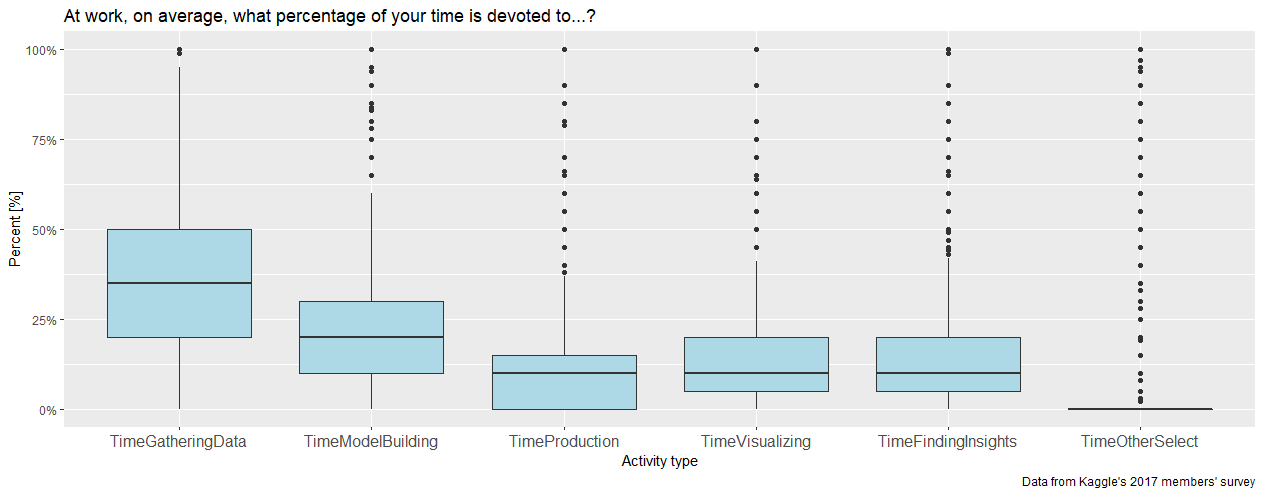 At work, on average, what percentage of your time is devoted to...?
100%
75%
50%
25%
0%
Percent [%]
TimeGatheringData TimeModelBuilding TimeProduction TimeVisualizing TimeFindingInsights TimeOtherSelect
Activity type
Data from Kaggle's 2017 members' survey